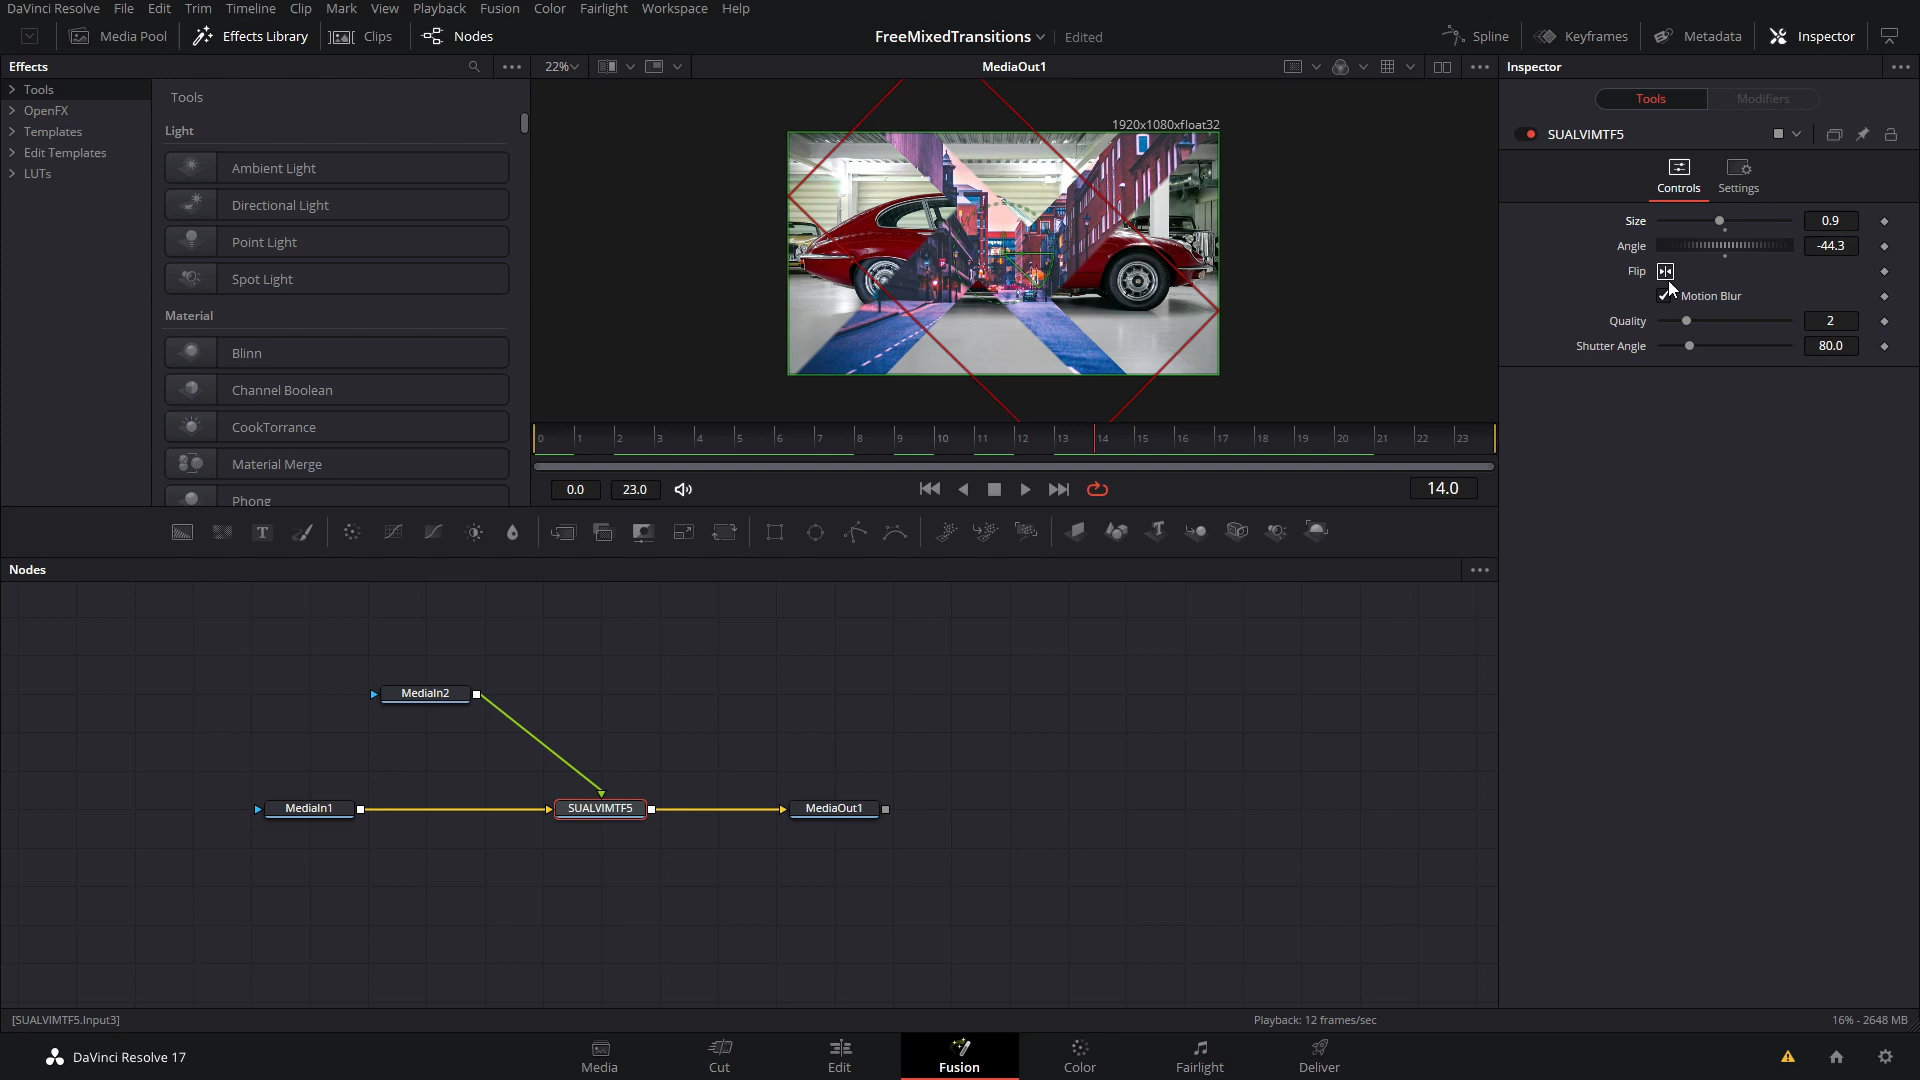 DaVinci Resolve File Edit Trim Timeline Clip Mark View Playback Fusion Color Fairlight Workspace Help
Media Pool Effects Library Clips Nodes FreeMixedTransitions Edited Spline Keyframes Metadata Inspector
Effects 22% MediaOut1 Inspector
Tools
OpenFX
Templates
Edit Templates
LUTs
Tools
Light
Ambient Light
Directional Light
Point Light
Spot Light
Material
Blinn
Channel Boolean
CookTorrance
Material Merge
Phong
1920x1080xfloat32
0 1 2 3 4 5 6 7 8 9 10 11 12 13 14 15 16 17 18 19 20 21 22 23
0.0 23.0 14.0
Tools Modifiers
SUALVIMTF5
Controls Settings
Size 0.9
Angle -44.3
Flip
Motion Blur
Quality 2
Shutter Angle 80.0
Nodes
MediaIn2
MediaIn1 SUALVIMTF5 MediaOut1
[SUALVIMTF5.Input3] Playback: 12 frames/sec 16% - 2648 MB
DaVinci Resolve 17 Media Cut Edit Fusion Color Fairlight Deliver